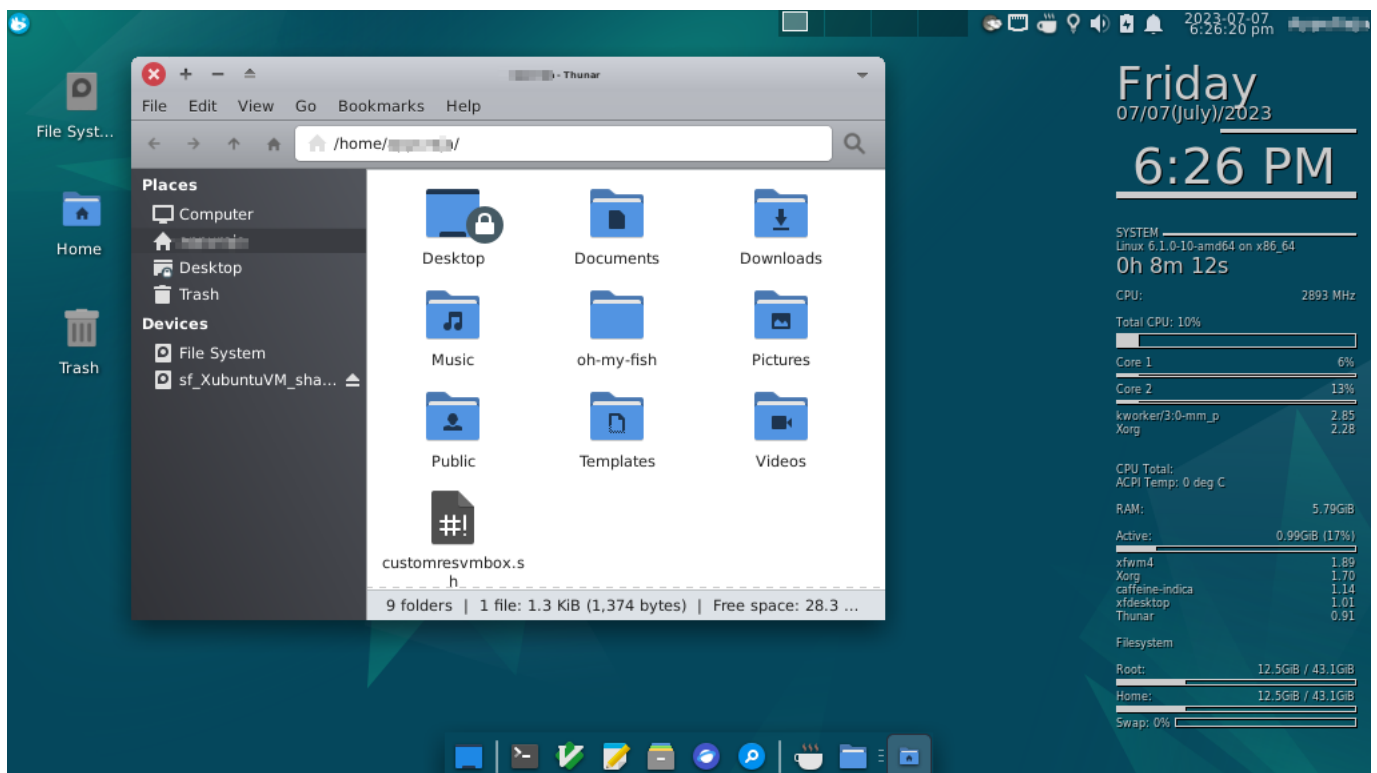 2023-07-07
6:26:20 pm
File Syst...
Home
Trash
- Thunar
File Edit View Go Bookmarks Help
/home/ /
Places
Computer
Desktop
Trash
Devices
File System
sf_XubuntuVM_sha...
Desktop Documents Downloads
Music oh-my-fish Pictures
Public Templates Videos
#!
customresvmbox.s
h
9 folders | 1 file: 1.3 KiB (1,374 bytes) | Free space: 28.3 ...
Friday
07/07(July)/2023
6:26 PM
SYSTEM
Linux 6.1.0-10-amd64 on x86_64
0h 8m 12s
CPU: 2893 MHz
Total CPU: 10%
Core 1 6%
Core 2 13%
kworker/3:0-mm_p 2.85
Xorg 2.28
CPU Total:
ACPI Temp: 0 deg C
RAM: 5.79GiB
Active: 0.99GiB (17%)
xfwm4 1.89
Xorg 1.70
caffeine-indica 1.14
xfdesktop 1.01
Thunar 0.91
Filesystem
Root: 12.5GiB / 43.1GiB
Home: 12.5GiB / 43.1GiB
Swap: 0%